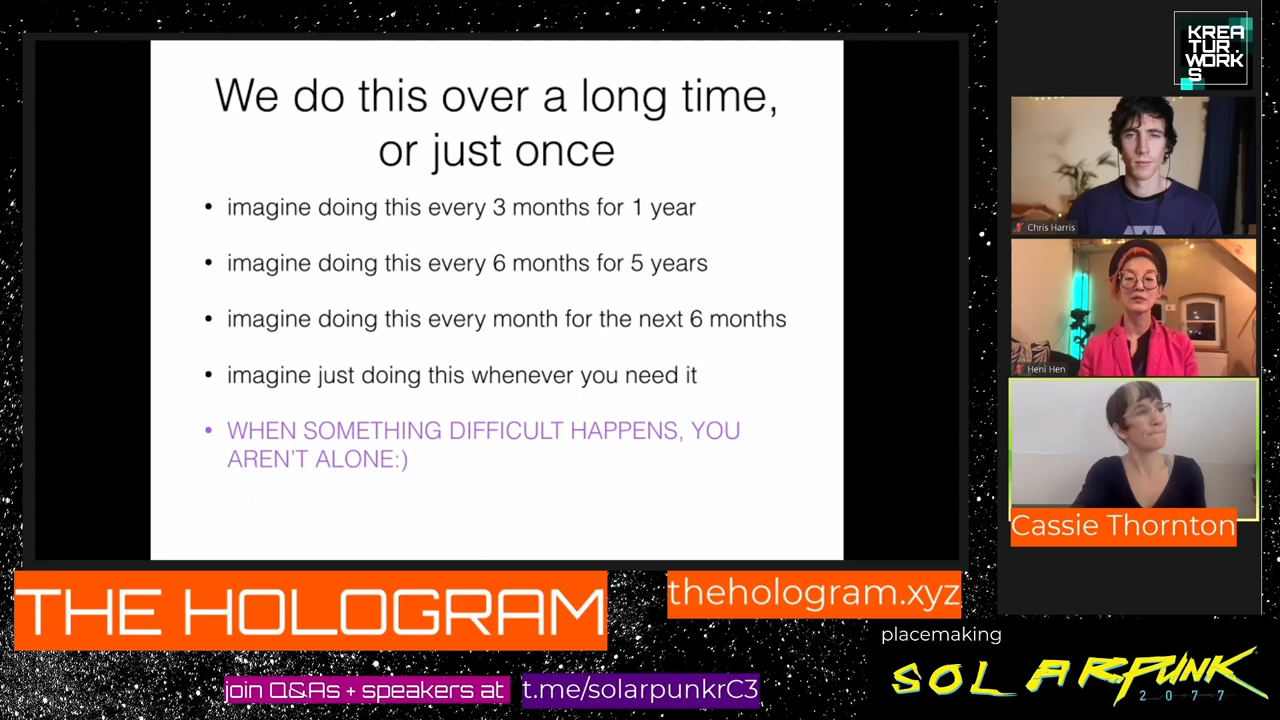 We do this over a long time,
or just once
• imagine doing this every 3 months for 1 year
• imagine doing this every 6 months for 5 years
• imagine doing this every month for the next 6 months
• imagine just doing this whenever you need it
• WHEN SOMETHING DIFFICULT HAPPENS, YOU
AREN'T ALONE:)
KREA
TUR.
WORK
S
Chris Harris
Heni Hen
Cassie Thornton
THE HOLOGRAM
thehologram.xyz
join Q&As + speakers at
t.me/solarpunkrC3
placemaking
SOLARPUNK
2077